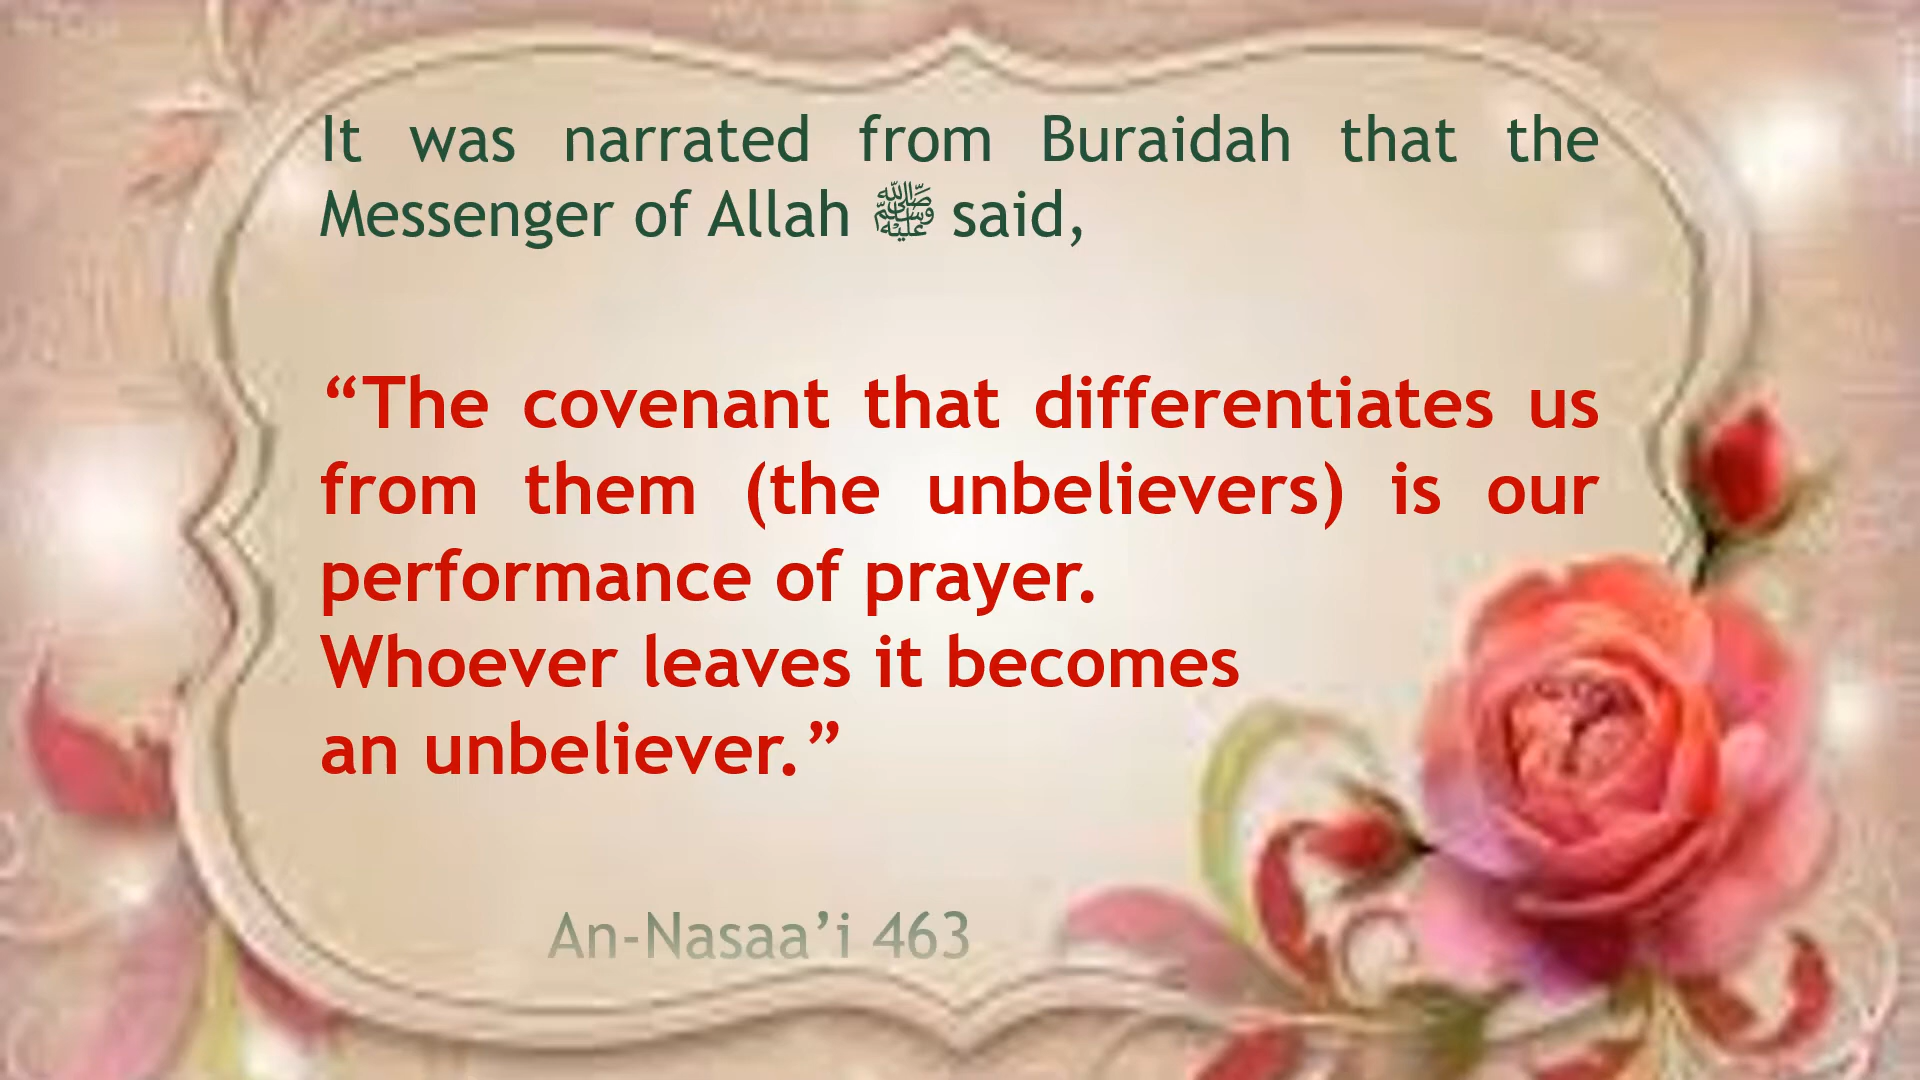 It was narrated from Buraidah that the
Messenger of Allah ﷺ said,
“The covenant that differentiates us
from them (the unbelievers) is our
performance of prayer.
Whoever leaves it becomes
an unbeliever.”
An-Nasaa’i 463